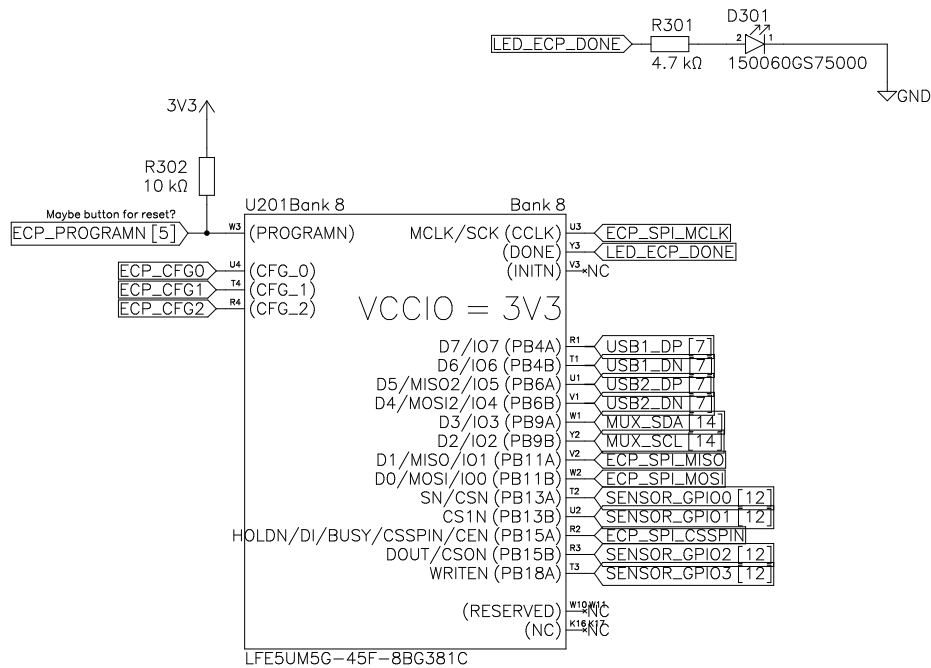 R301 D301
LED_ECP_DONE 2 1
4.7 kΩ 150060GS75000
GND
3V3
R302
10 kΩ
Maybe button for reset?
U201Bank 8 Bank 8
ECP_PROGRAMN [5] W3 (PROGRAMN) MCLK/SCK (CCLK) U3 ECP_SPI_MCLK
(DONE) Y3 LED_ECP_DONE
ECP_CFG0 U4 (CFG_0) (INITN) V3 NC
ECP_CFG1 T4 (CFG_1)
ECP_CFG2 R4 (CFG_2)
VCCIO = 3V3
D7/IO7 (PB4A) R1 USB1_DP [7]
D6/IO6 (PB4B) T1 USB1_DN [7]
D5/MISO2/IO5 (PB6A) U1 USB2_DP [7]
D4/MOSI2/IO4 (PB6B) V1 USB2_DN [7]
D3/IO3 (PB9A) W1 MUX_SDA [14]
D2/IO2 (PB9B) Y2 MUX_SCL [14]
D1/MISO/IO1 (PB11A) V2 ECP_SPI_MISO
D0/MOSI/IO0 (PB11B) W2 ECP_SPI_MOSI
SN/CSN (PB13A) T2 SENSOR_GPIO0 [12]
CS1N (PB13B) U2 SENSOR_GPIO1 [12]
HOLDN/DI/BUSY/CSSPIN/CEN (PB15A) R2 ECP_SPI_CSSPIN
DOUT/CSON (PB15B) R3 SENSOR_GPIO2 [12]
WRITEN (PB18A) T3 SENSOR_GPIO3 [12]
(RESERVED) W10 W11 NC
(NC) K16 K17 NC
LFE5UM5G-45F-8BG381C